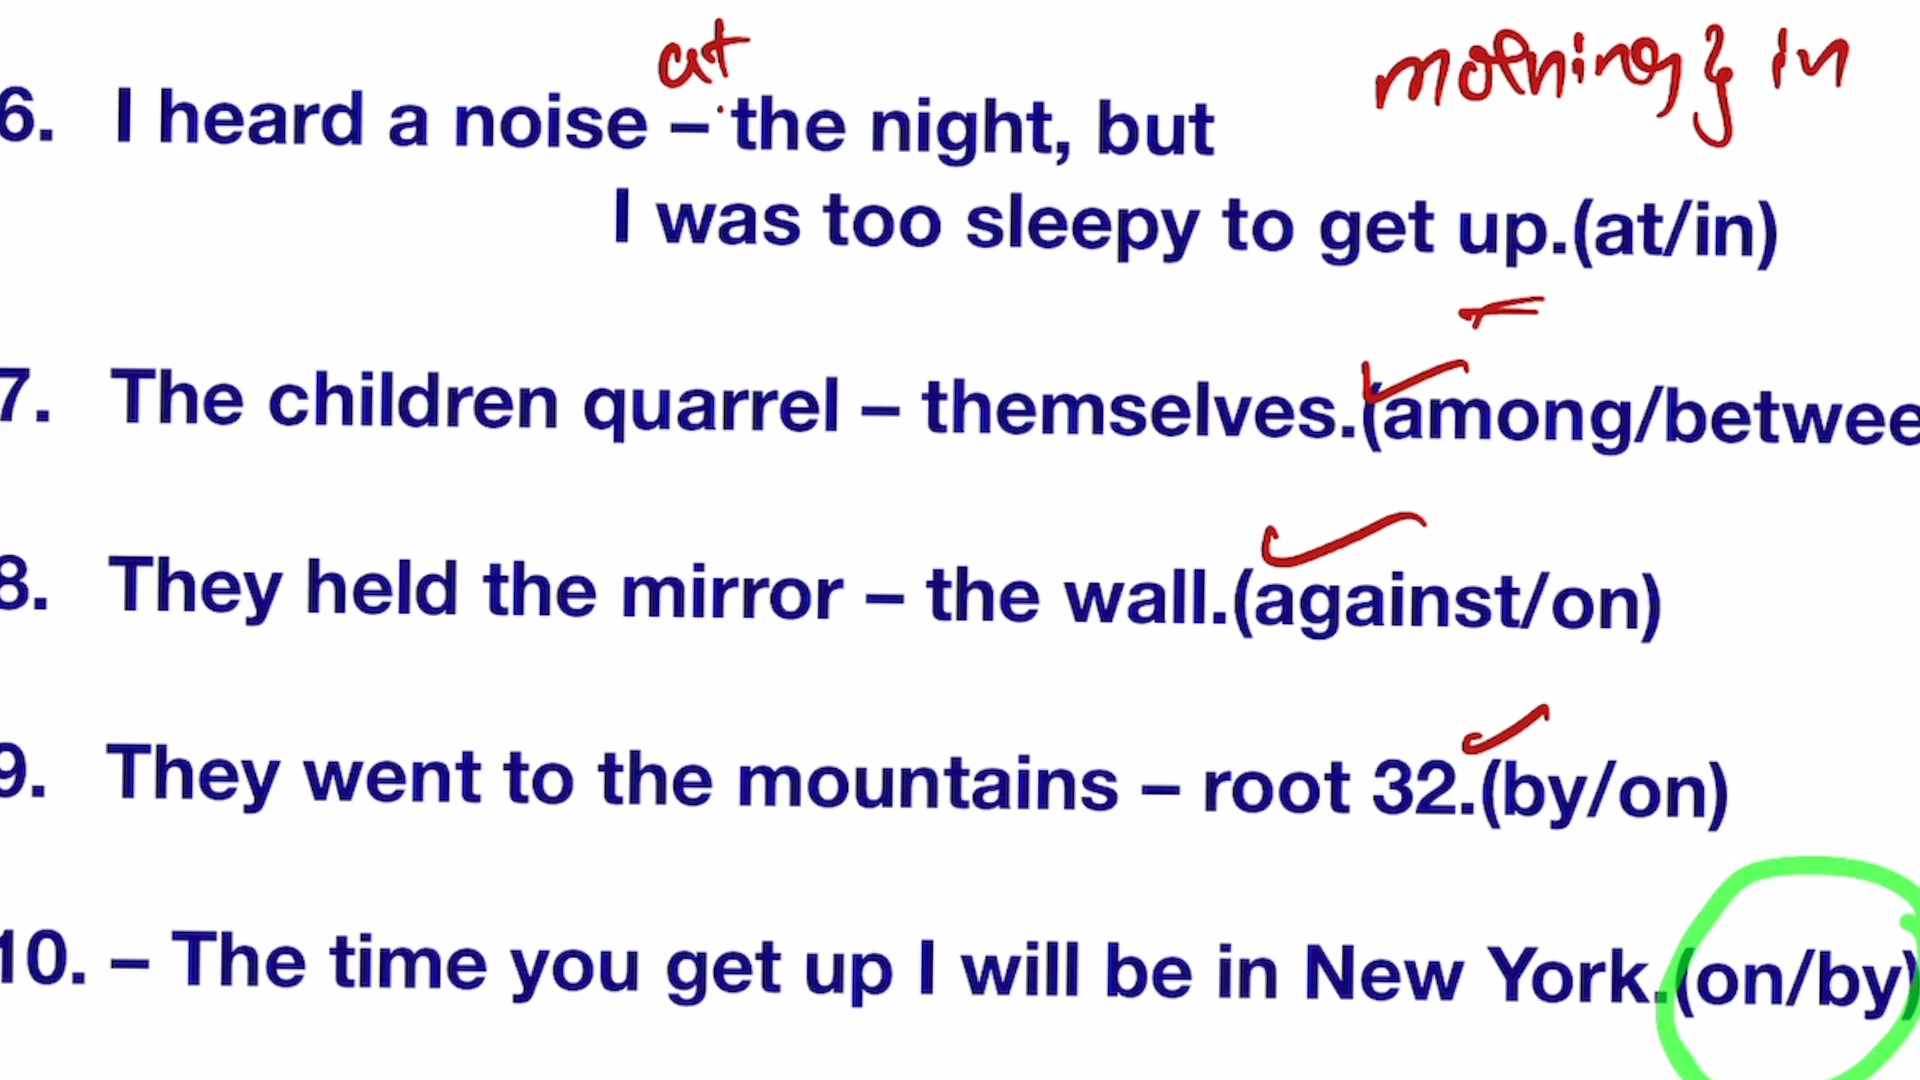 at
morning } in
6. I heard a noise – the night, but
I was too sleepy to get up.(at/in)
7. The children quarrel – themselves.(among/betwee
8. They held the mirror – the wall.(against/on)
9. They went to the mountains – root 32.(by/on)
10. – The time you get up I will be in New York.(on/by)